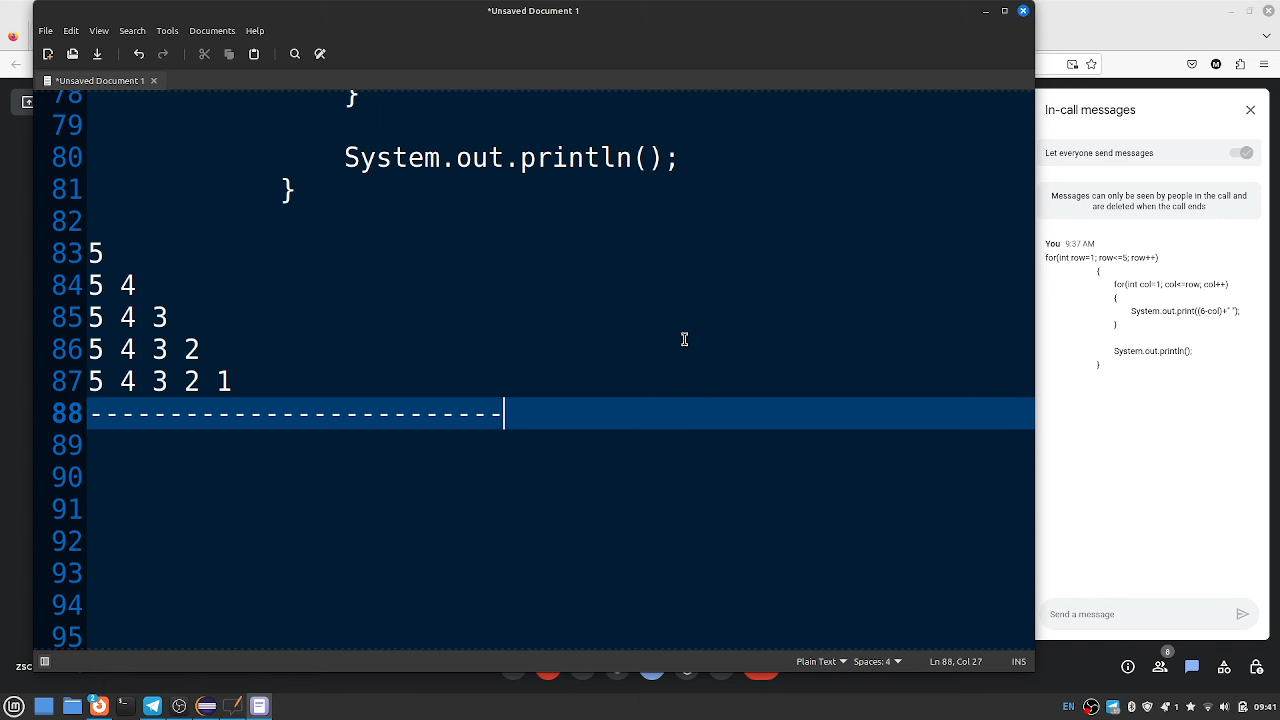 *Unsaved Document 1
File Edit View Search Tools Documents Help
*Unsaved Document 1
78 }
79
80 System.out.println();
81 }
82
83 5
84 5 4
85 5 4 3
86 5 4 3 2
87 5 4 3 2 1
88 --------------------------
89
90
91
92
93
94
95
Plain Text Spaces: 4 Ln 88, Col 27 INS
In-call messages
Let everyone send messages
Messages can only be seen by people in the call and
are deleted when the call ends
You 9:37 AM
for(int row=1; row<=5; row++)
{
for(int col=1; col<=row; col++)
{
System.out.print((6-col)+" ");
}
System.out.println();
}
Send a message
8
zsc
2
EN 1 09:41